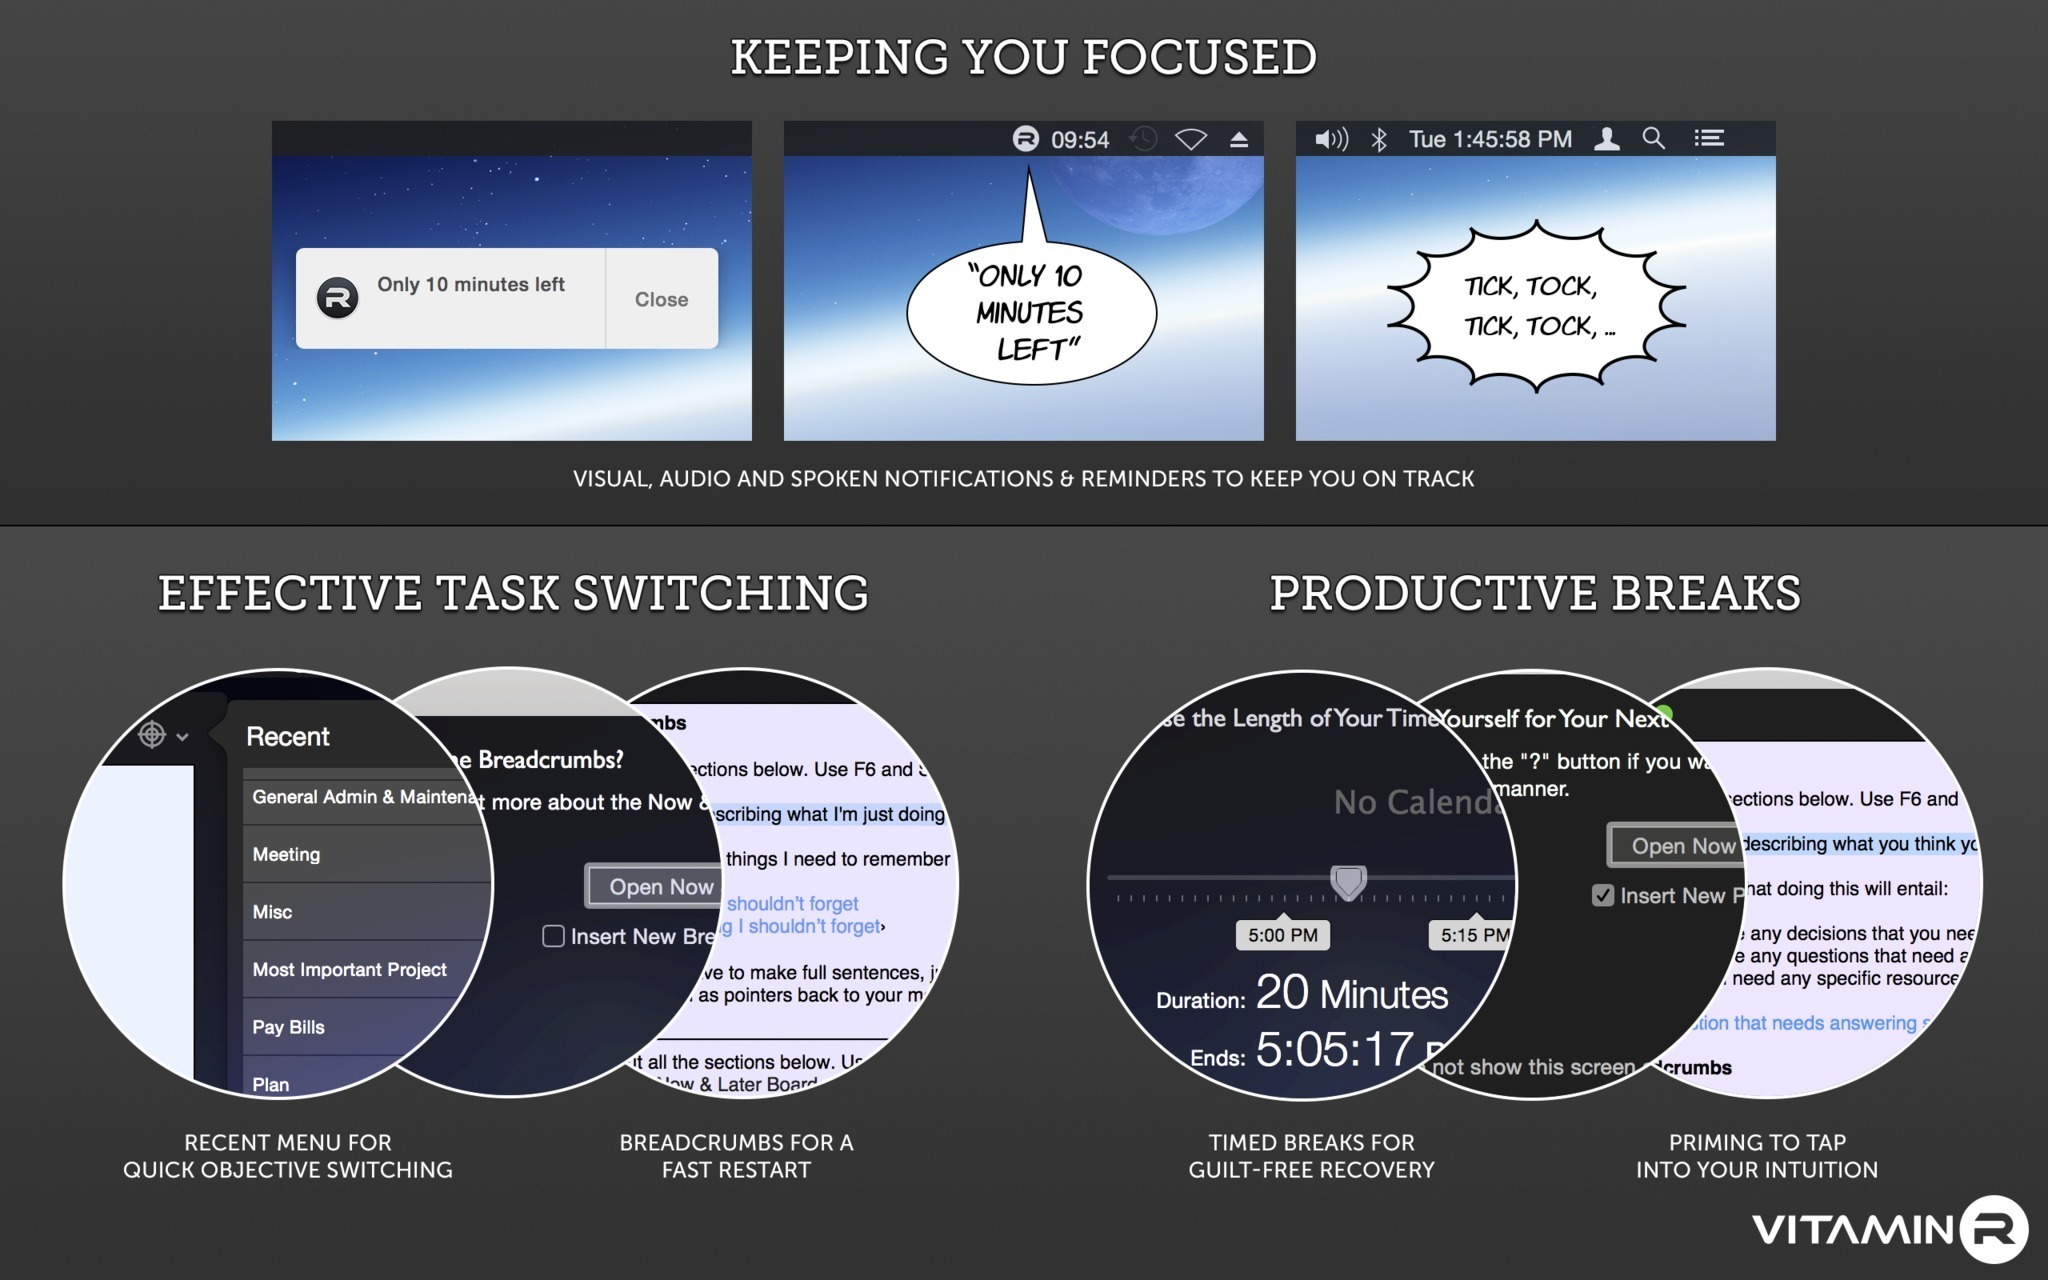 KEEPING YOU FOCUSED
Only 10 minutes left
Close
09:54
"ONLY 10
MINUTES
LEFT"
Tue 1:45:58 PM
TICK, TOCK,
TICK, TOCK, ...
VISUAL, AUDIO AND SPOKEN NOTIFICATIONS & REMINDERS TO KEEP YOU ON TRACK
EFFECTIVE TASK SWITCHING
Recent
General Admin & Maintena
Meeting
Misc
Most Important Project
Pay Bills
Plan
e Breadcrumbs?
t more about the Now &
Open Now
Insert New Bre
mbs
ections below. Use F6 and
scribing what I'm just doing
things I need to remember
shouldn't forget
g I shouldn't forget›
ve to make full sentences, j
as pointers back to your m
ut all the sections below. Us
Now & Later Board
RECENT MENU FOR
QUICK OBJECTIVE SWITCHING
BREADCRUMBS FOR A
FAST RESTART
PRODUCTIVE BREAKS
se the Length of Your Time
No Calenda
5:00 PM
5:15 PM
Duration: 20 Minutes
Ends: 5:05:17 P
Yourself for Your Next
the "?" button if you wa
manner.
Open Now
Insert New P
not show this screen
ections below. Use F6 and
describing what you think yo
hat doing this will entail:
any decisions that you nee
e any questions that need a
need any specific resource
tion that needs answering s
dcrumbs
TIMED BREAKS FOR
GUILT-FREE RECOVERY
PRIMING TO TAP
INTO YOUR INTUITION
VITAMIN R